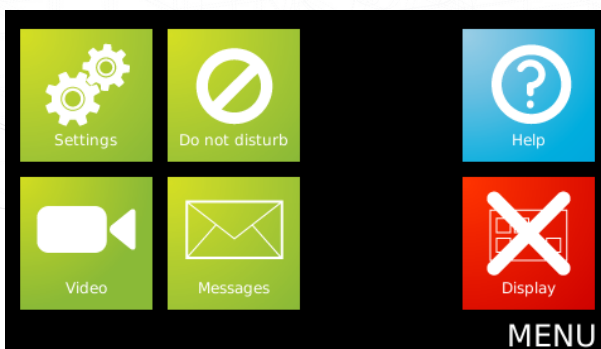 Settings
Do not disturb
Help
Video
Messages
Display
MENU